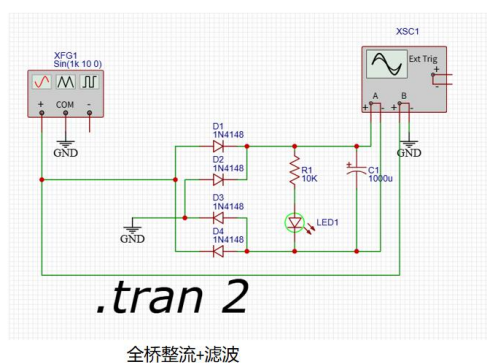 XSC1
XFG1
Sin(1k 10 0)
Ext Trig
+
-
+ COM -
A B
+ - + -
GND
GND
D1
1N4148
D2
1N4148
R1
10K
C1
1000u
+
D3
1N4148
LED1
GND
D4
1N4148
.tran 2
全桥整流+滤波